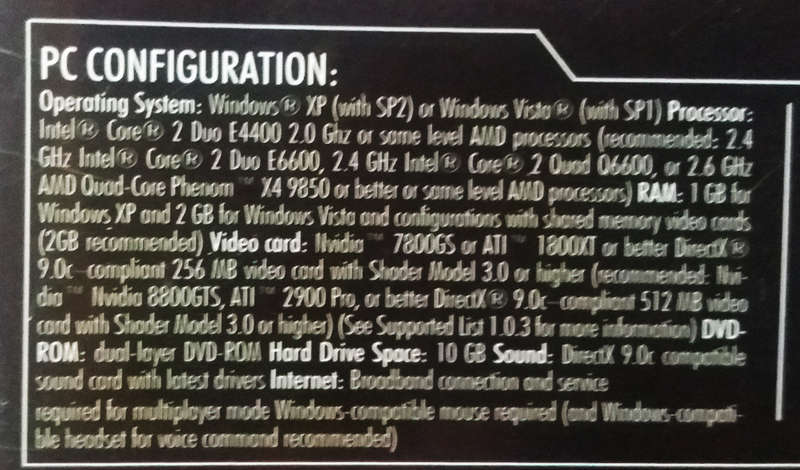 PC CONFIGURATION:
Operating System: Windows® XP (with SP2) or Windows Vista® (with SP1) Processor:
Intel® Core® 2 Duo E4400 2.0 Ghz or same level AMD processors (recommended: 2.4
GHz Intel® Core® 2 Duo E6600, 2.4 GHz Intel® Core® 2 Quad Q6600, or 2.6 GHz
AMD Quad-Core Phenom™ X4 9850 or better or same level AMD processors) RAM: 1 GB for
Windows XP and 2 GB for Windows Vista and configurations with shared memory video cards
(2GB recommended) Video card: Nvidia™ 7800GS or ATI™ 1800XT or better DirectX®
9.0c–compliant 256 MB video card with Shader Model 3.0 or higher (recommended: Nvi-
dia™ Nvidia 8800GTS, ATI™ 2900 Pro, or better DirectX® 9.0c–compliant 512 MB video
card with Shader Model 3.0 or higher) (See Supported List 1.0.3 for more information) DVD-
ROM: dual-layer DVD-ROM Hard Drive Space: 10 GB Sound: DirectX 9.0c compatible
sound card with latest drivers Internet: Broadband connection and service
required for multiplayer mode Windows-compatible mouse required (and Windows-compati-
ble headset for voice command recommended)